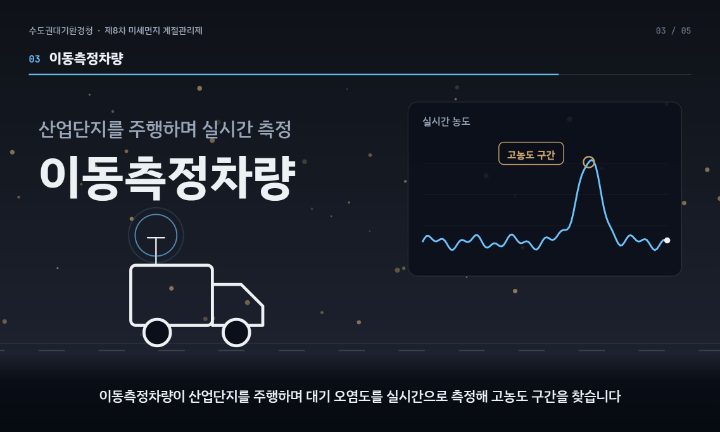 수도권대기환경청 · 제8차 미세먼지 계절관리제
03 / 05
03 이동측정차량
산업단지를 주행하며 실시간 측정
이동측정차량
실시간 농도
고농도 구간
이동측정차량이 산업단지를 주행하며 대기 오염도를 실시간으로 측정해 고농도 구간을 찾습니다